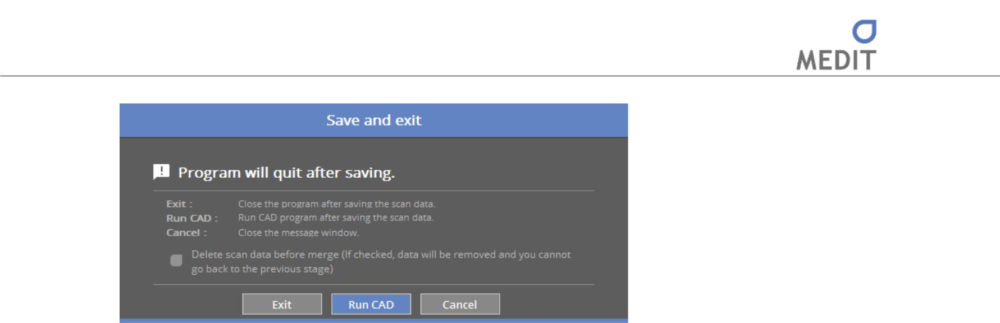 MEDIT
Save and exit
Program will quit after saving.
Exit : Close the program after saving the scan data.
Run CAD : Run CAD program after saving the scan data.
Cancel : Close the message window.
Delete scan data before merge (If checked, data will be removed and you cannot
go back to the previous stage)
Exit Run CAD Cancel